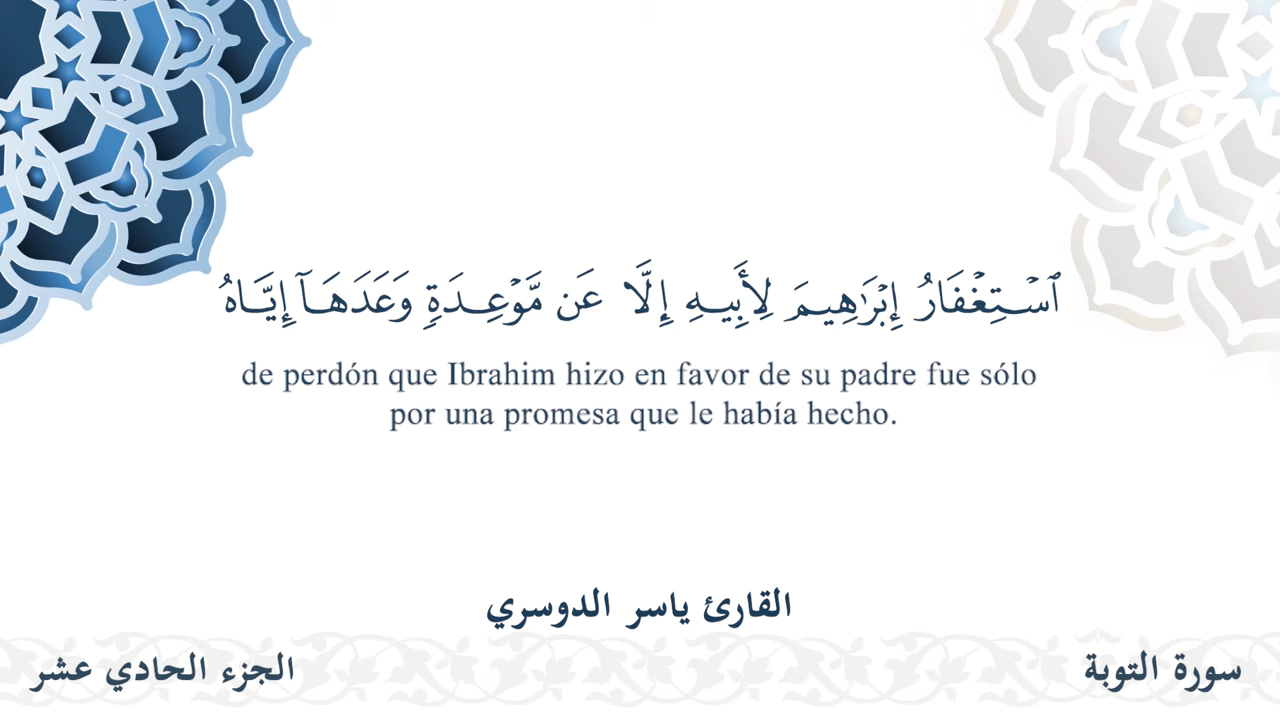 ٱسْتِغْفَارُ إِبْرَٰهِيمَ لِأَبِيهِ إِلَّا عَن مَّوْعِدَةٍ وَعَدَهَآ إِيَّاهُ
de perdón que Ibrahim hizo en favor de su padre fue sólo
por una promesa que le había hecho.
القارئ ياسر الدوسري
سورة التوبة
الجزء الحادي عشر